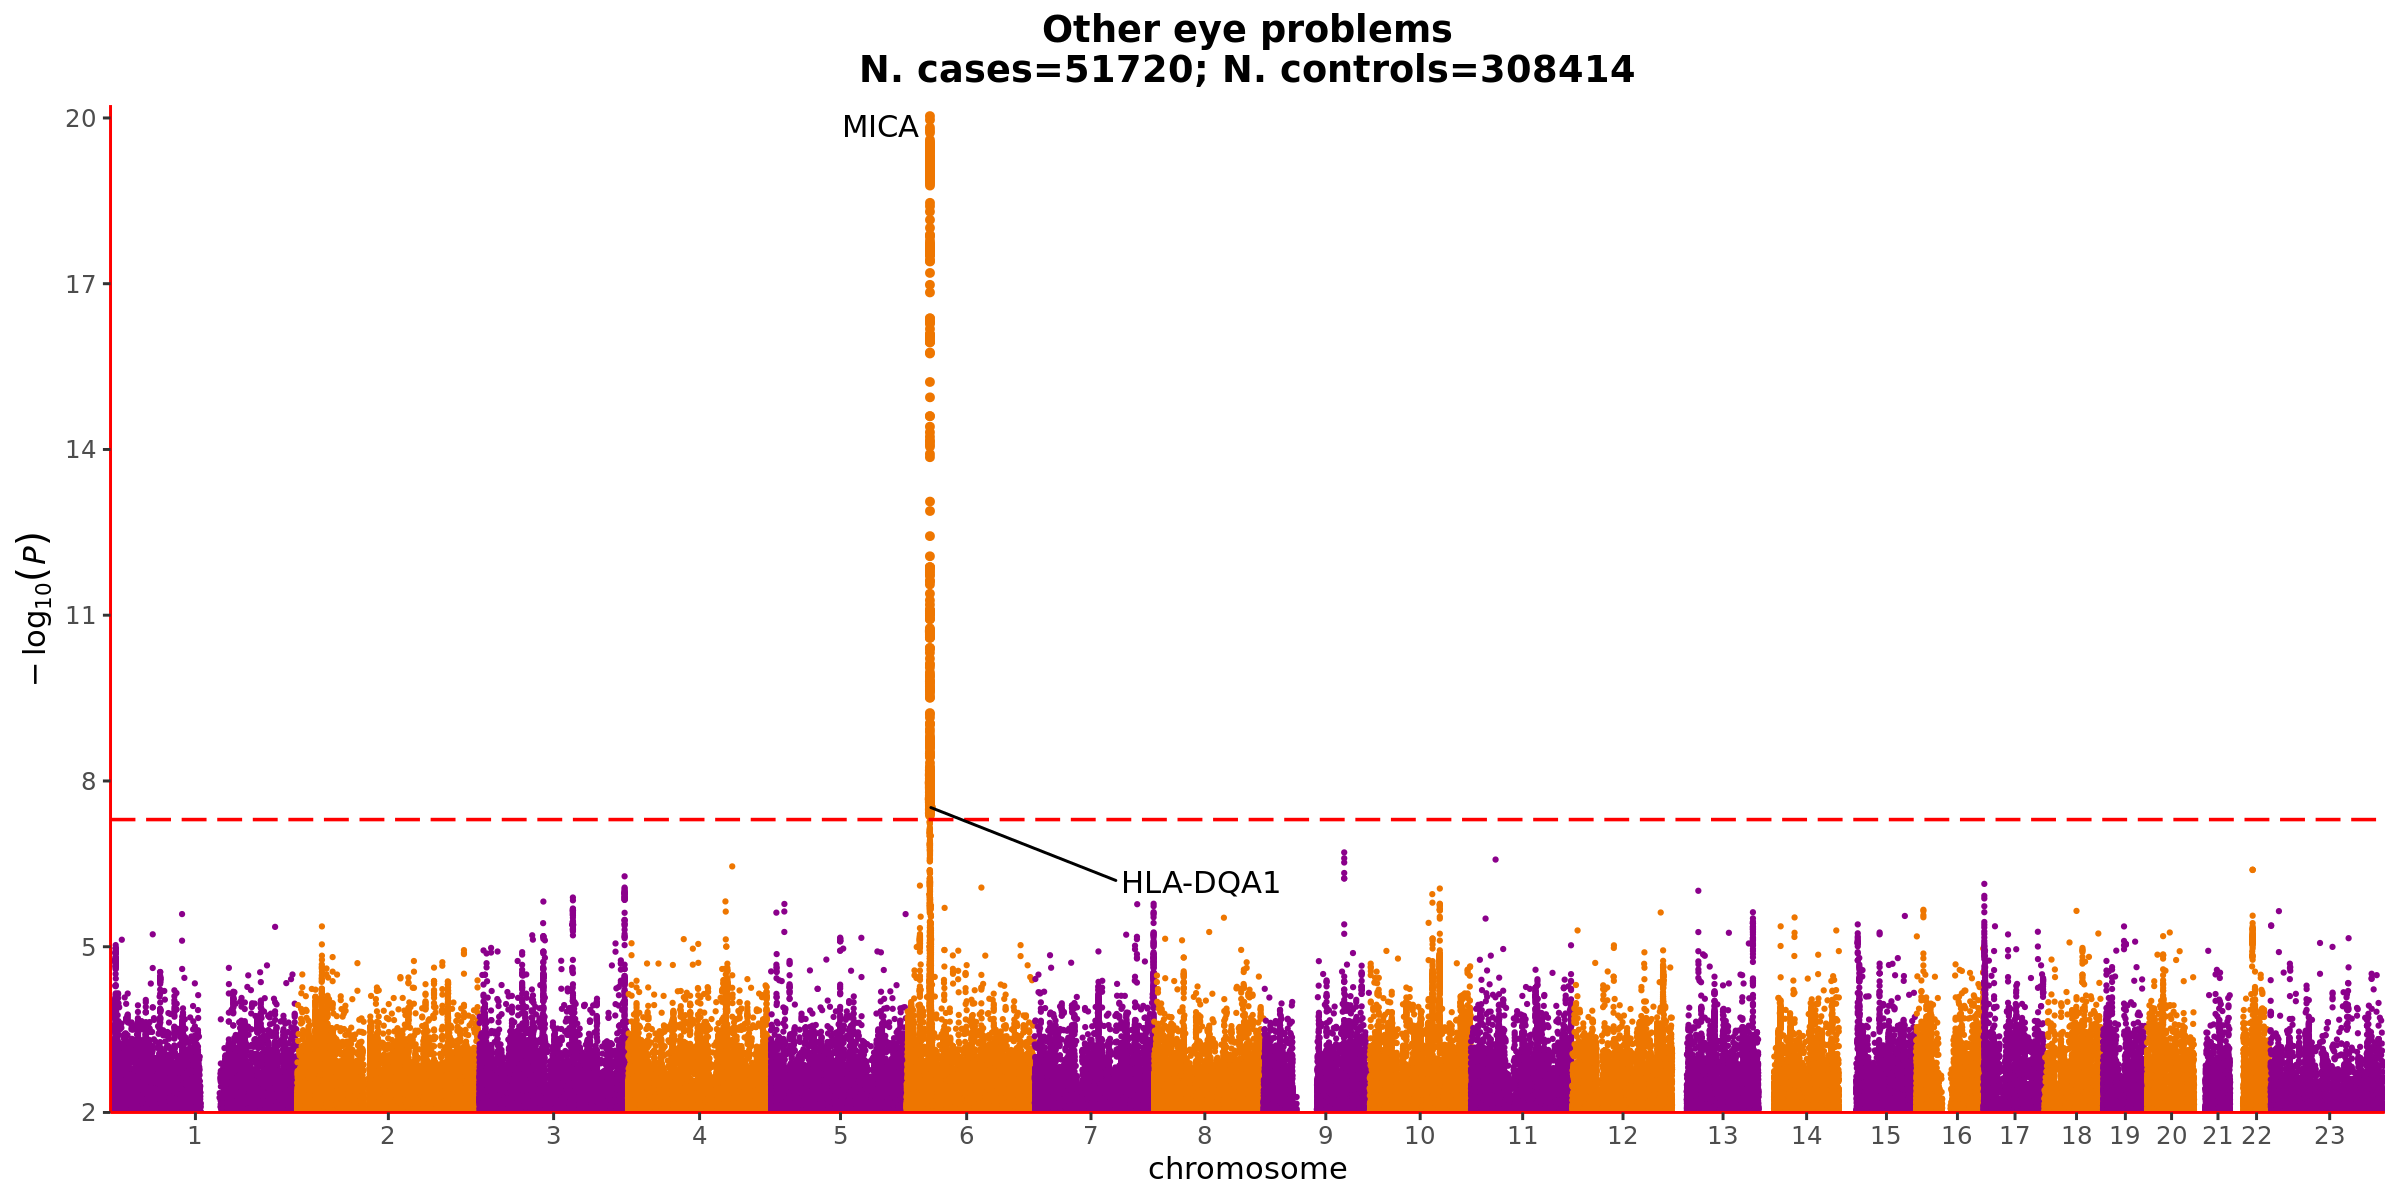 Other eye problems
N. cases=51720; N. controls=308414
MICA
HLA-DQA1
20
17
14
11
8
5
2
−log₁₀(P)
1 2 3 4 5 6 7 8 9 10 11 12 13 14 15 16 17 18 19 20 21 22 23
chromosome